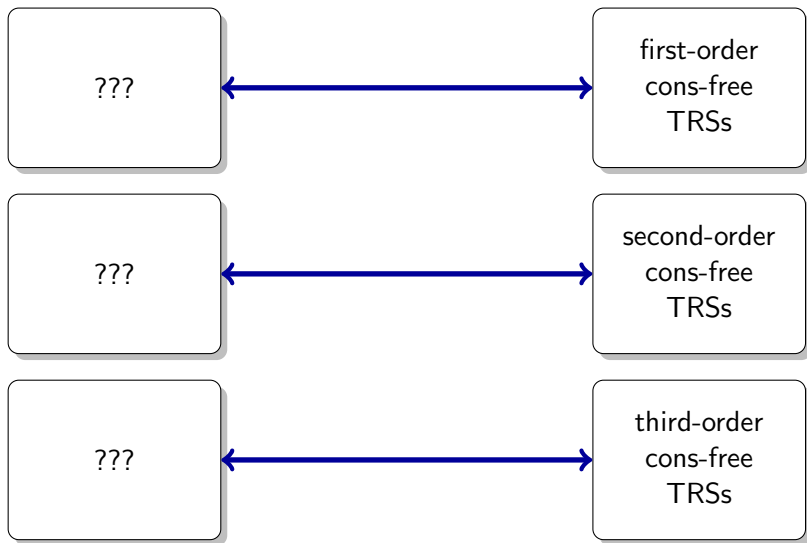 ???
first-order
cons-free
TRSs
???
second-order
cons-free
TRSs
???
third-order
cons-free
TRSs